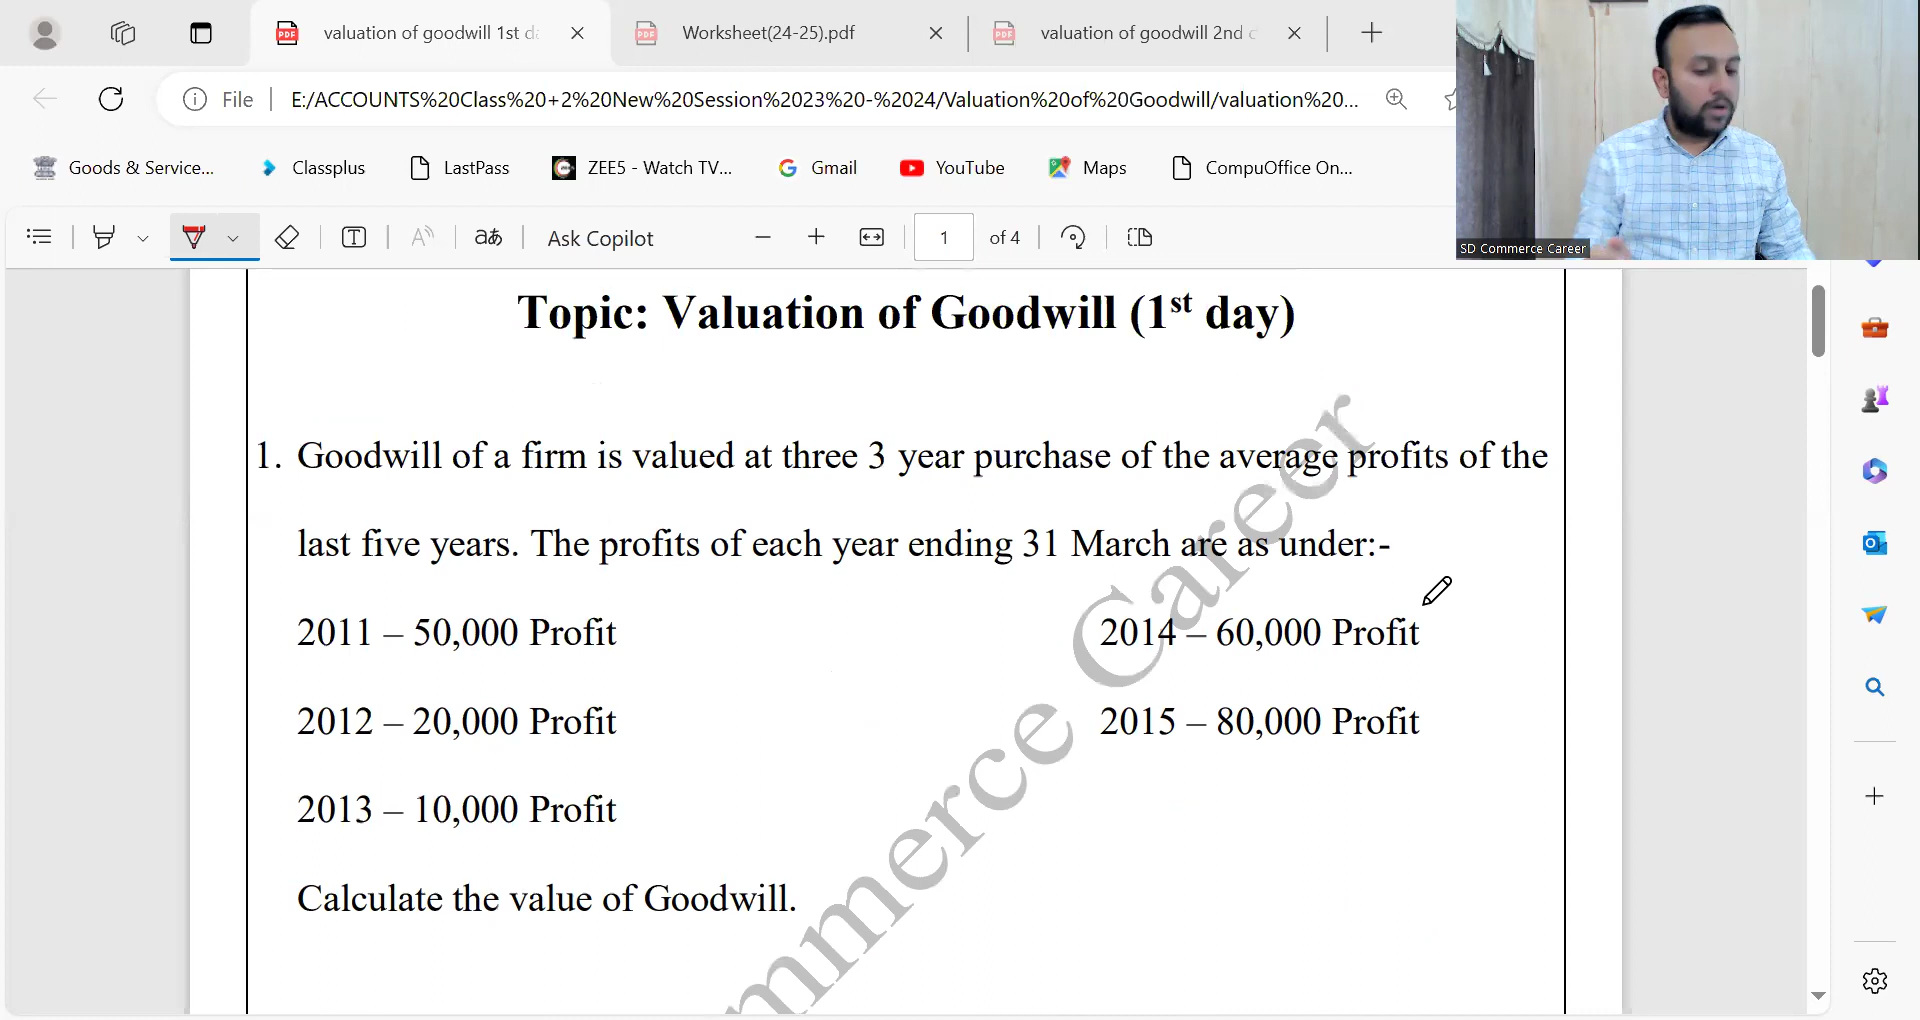 valuation of goodwill 1st d
Worksheet(24-25).pdf
valuation of goodwill 2nd
File
E:/ACCOUNTS%20Class%20+2%20New%20Session%2023%20-%2024/Valuation%20of%20Goodwill/valuation%20...
Goods & Service...
Classplus
LastPass
ZEE5 - Watch TV...
Gmail
YouTube
Maps
CompuOffice On...
Ask Copilot
1
of 4
SD Commerce Career
Topic: Valuation of Goodwill (1st day)
1. Goodwill of a firm is valued at three 3 year purchase of the average profits of the
last five years. The profits of each year ending 31 March are as under:-
2011 – 50,000 Profit
2014 – 60,000 Profit
2012 – 20,000 Profit
2015 – 80,000 Profit
2013 – 10,000 Profit
Calculate the value of Goodwill.
mmerce Career